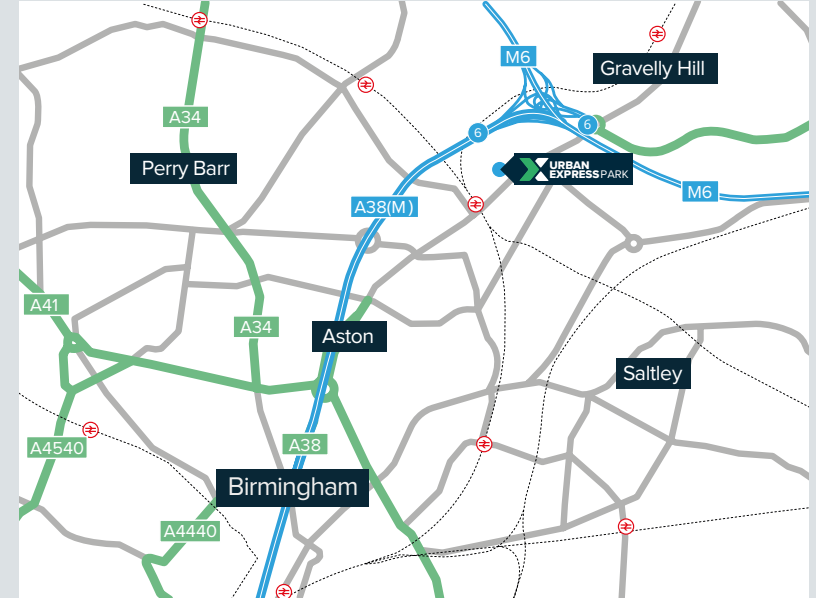 M6
Gravelly Hill
A34
6
6
Perry Barr
URBAN
EXPRESS PARK
M6
A38(M)
A41
A34
Aston
Saltley
A4540
A38
Birmingham
A4440